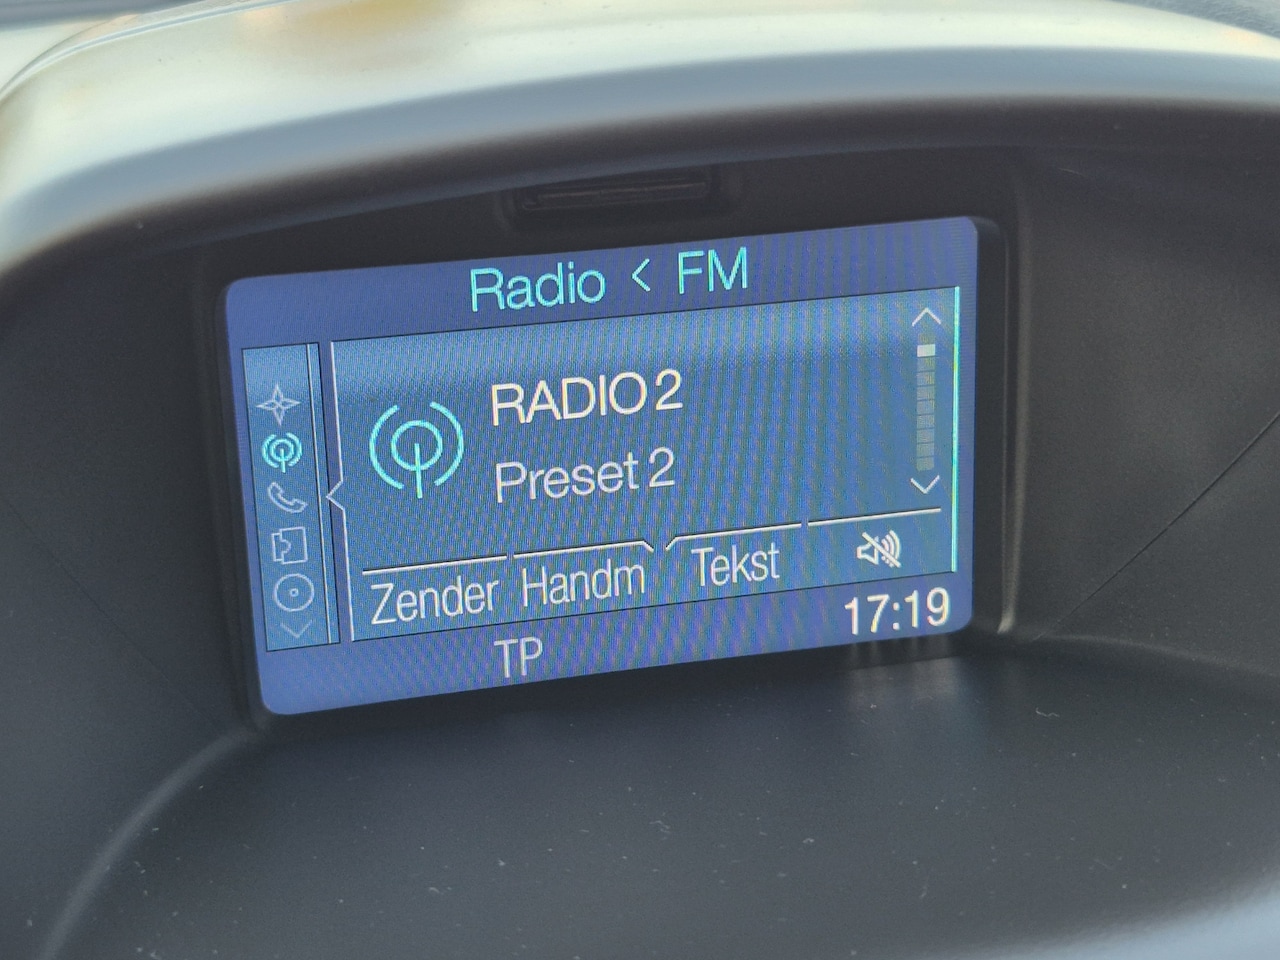 Radio < FM
RADIO 2
Preset 2
Zender Handm Tekst
TP 17:19